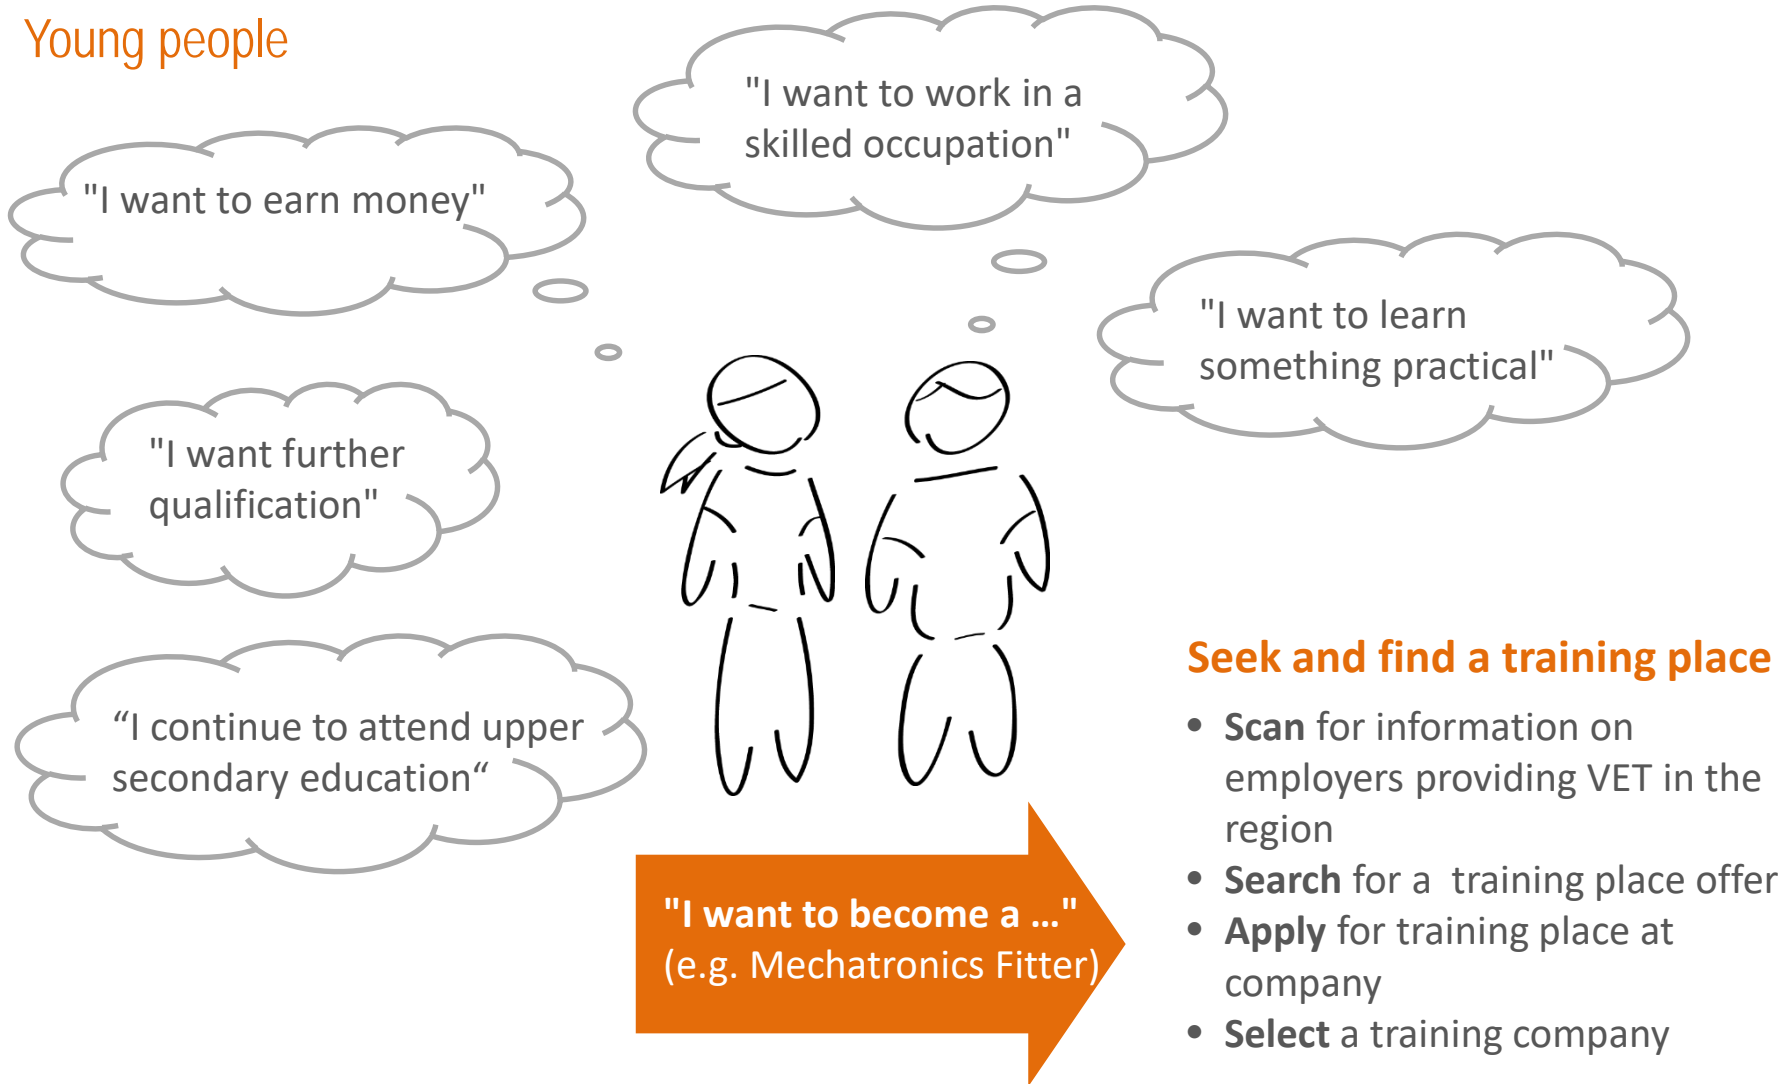 Young people
"I want to work in a
skilled occupation"
"I want to earn money"
"I want to learn
something practical"
"I want further
qualification"
“I continue to attend upper
secondary education“
"I want to become a ..."
(e.g. Mechatronics Fitter)
Seek and find a training place
• Scan for information on
employers providing VET in the
region
• Search for a  training place offer
• Apply for training place at
company
• Select a training company